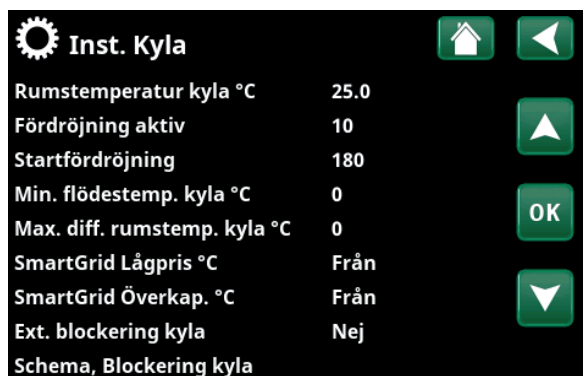 Inst. Kyla
Rumstemperatur kyla °C 25.0
Fördröjning aktiv 10
Startfördröjning 180
Min. flödestemp. kyla °C 0
Max. diff. rumstemp. kyla °C 0
OK
SmartGrid Lågpris °C Från
SmartGrid Överkap. °C Från
Ext. blockering kyla Nej
Schema, Blockering kyla